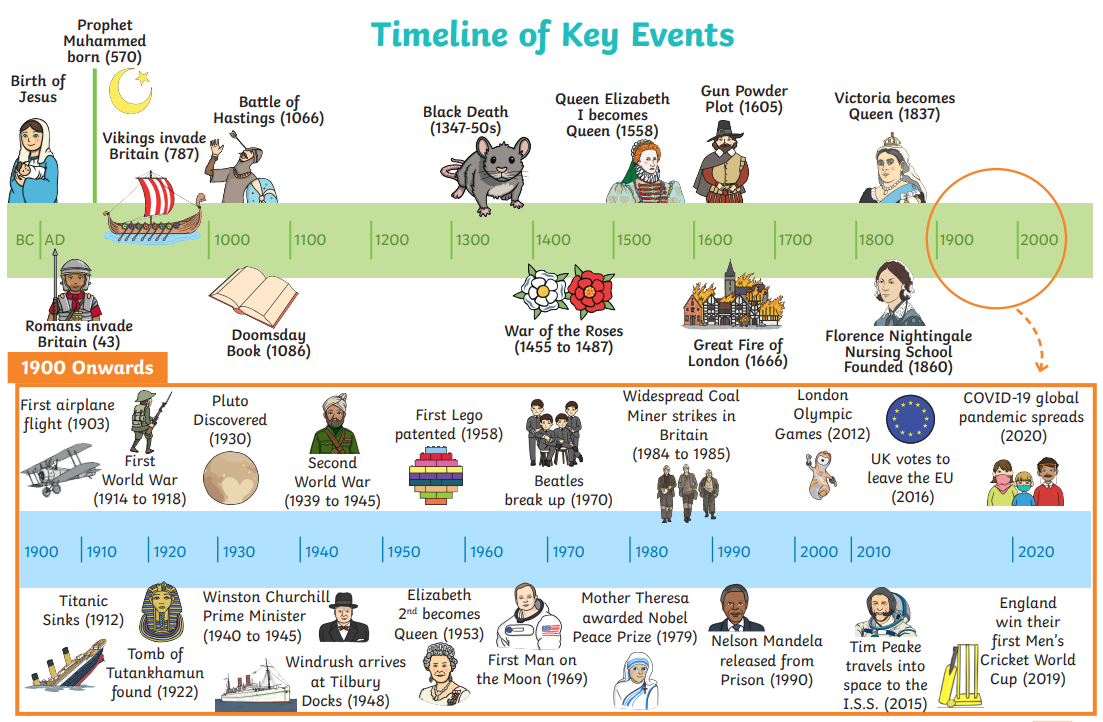 Timeline of Key Events
Prophet
Muhammed
born (570)
Birth of
Jesus
Vikings invade
Britain (787)
Battle of
Hastings (1066)
Black Death
(1347-50s)
Queen Elizabeth
I becomes
Queen (1558)
Gun Powder
Plot (1605)
Victoria becomes
Queen (1837)
BC AD 1000 1100 1200 1300 1400 1500 1600 1700 1800 1900 2000
Romans invade
Britain (43)
Doomsday
Book (1086)
War of the Roses
(1455 to 1487)
Great Fire of
London (1666)
Florence Nightingale
Nursing School
Founded (1860)
1900 Onwards
First airplane
flight (1903)
First
World War
(1914 to 1918)
Pluto
Discovered
(1930)
Second
World War
(1939 to 1945)
First Lego
patented (1958)
Beatles
break up (1970)
Widespread Coal
Miner strikes in
Britain
(1984 to 1985)
London
Olympic
Games (2012)
UK votes to
leave the EU
(2016)
COVID-19 global
pandemic spreads
(2020)
1900 1910 1920 1930 1940 1950 1960 1970 1980 1990 2000 2010 2020
Titanic
Sinks (1912)
Tomb of
Tutankhamun
found (1922)
Winston Churchill
Prime Minister
(1940 to 1945)
Windrush arrives
at Tilbury
Docks (1948)
Elizabeth
2nd becomes
Queen (1953)
First Man on
the Moon (1969)
Mother Theresa
awarded Nobel
Peace Prize (1979)
Nelson Mandela
released from
Prison (1990)
Tim Peake
travels into
space to the
I.S.S. (2015)
England
win their
first Men's
Cricket World
Cup (2019)